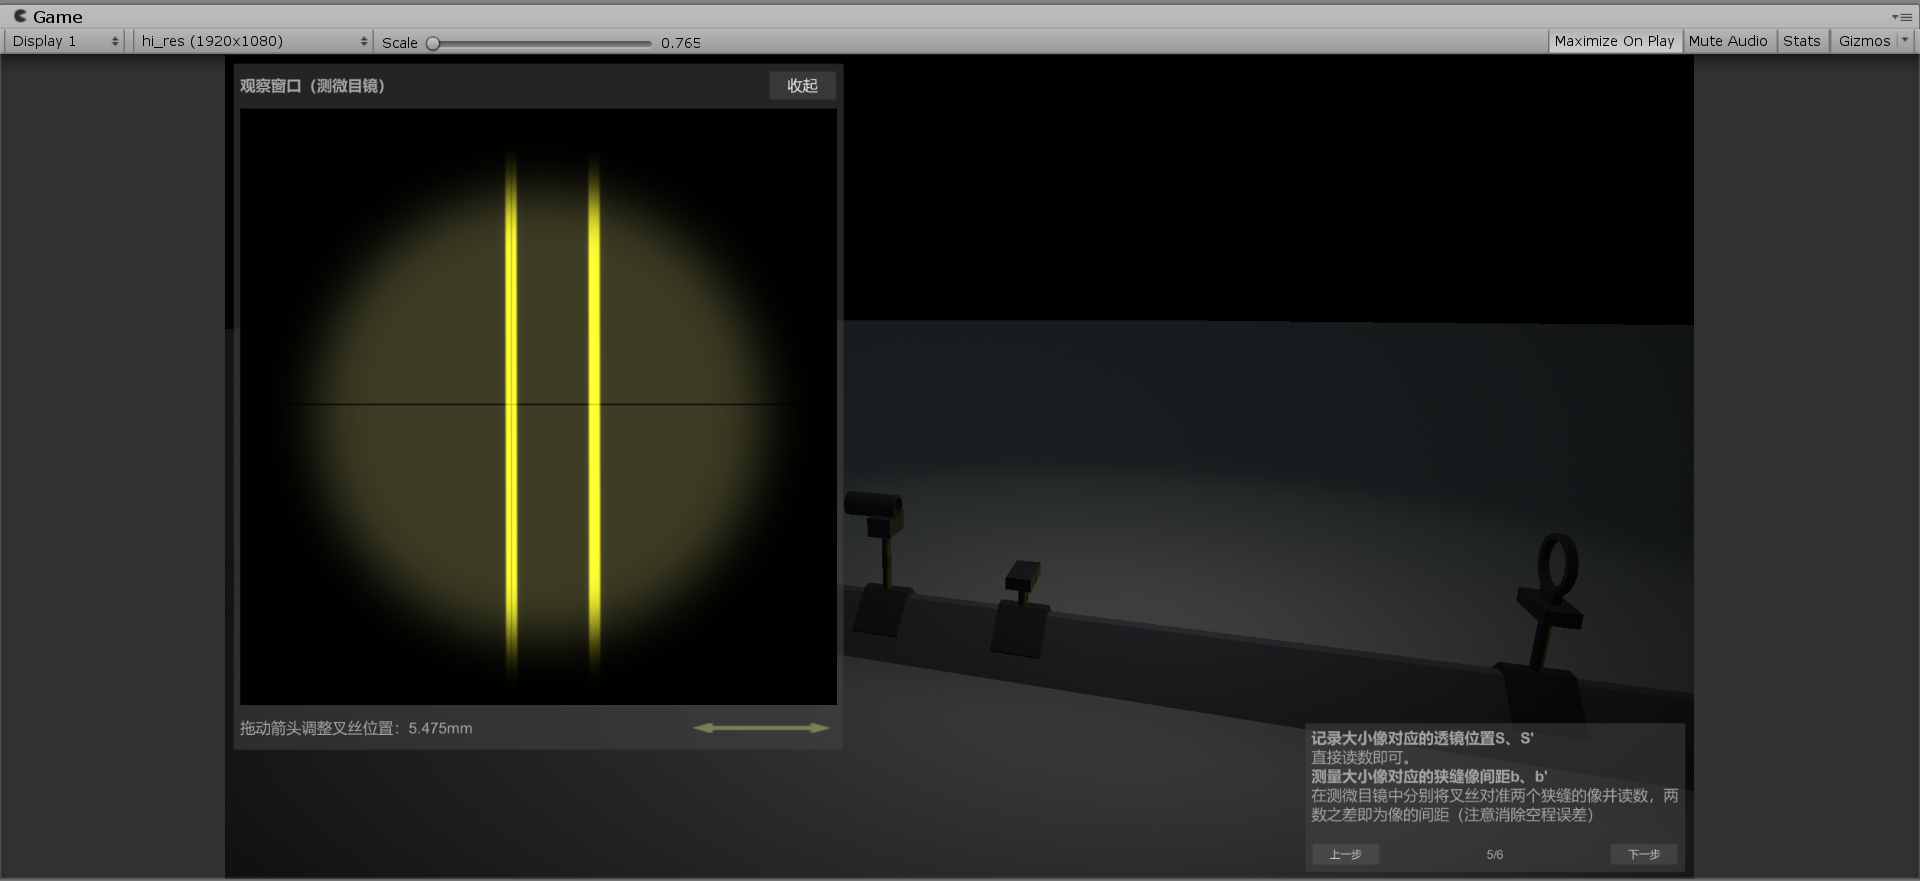 Game
Display 1
hi_res (1920x1080)
Scale
0.765
Maximize On Play
Mute Audio
Stats
Gizmos
观察窗口（测微目镜）
收起
拖动箭头调整叉丝位置：5.475mm
记录大小像对应的透镜位置S、S'
直接读数即可。
测量大小像对应的狭缝像间距b、b'
在测微目镜中分别将叉丝对准两个狭缝的像并读数，两
数之差即为像的间距（注意消除空程误差）
上一步
5/6
下一步